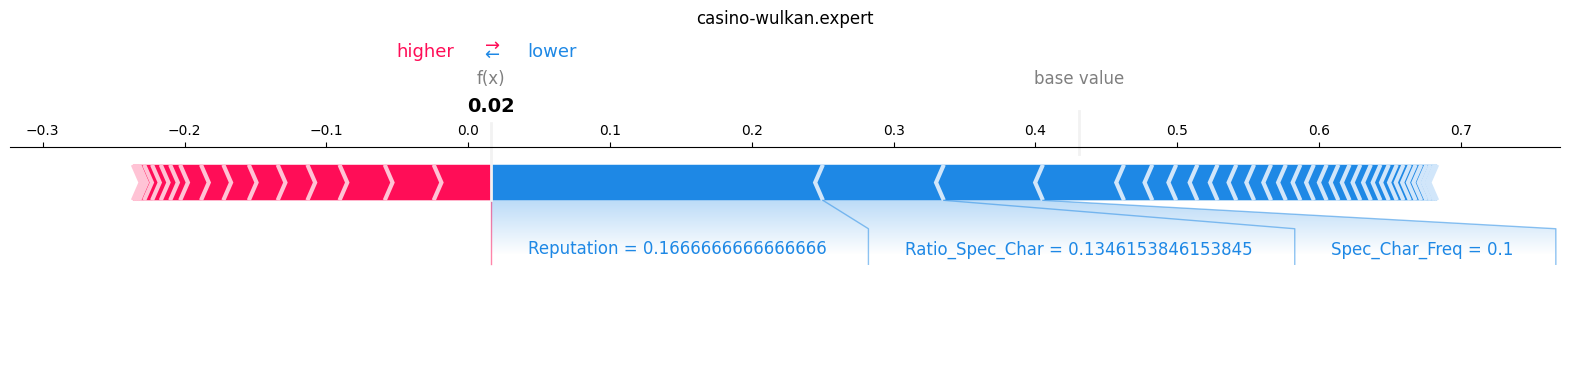 casino-wulkan.expert
higher → ← lower
f(x) base value
0.02
−0.3 −0.2 −0.1 0.0 0.1 0.2 0.3 0.4 0.5 0.6 0.7
Reputation = 0.1666666666666666 Ratio_Spec_Char = 0.1346153846153845 Spec_Char_Freq = 0.1